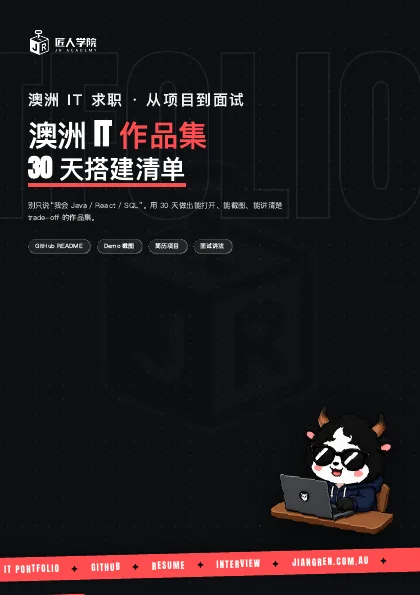 匠人学院
JR ACADEMY
TFOLIO
澳洲 IT 求职 · 从项目到面试
澳洲 IT 作品集
30 天搭建清单
别只说“我会 Java / React / SQL”。用 30 天做出能打开、能截图、能讲清楚
trade-off 的作品集。
GitHub README
Demo 截图
简历项目
面试讲法
JR
IT PORTFOLIO ✦ GITHUB ✦ RESUME ✦ INTERVIEW ✦ JIANGREN.COM.AU ✦